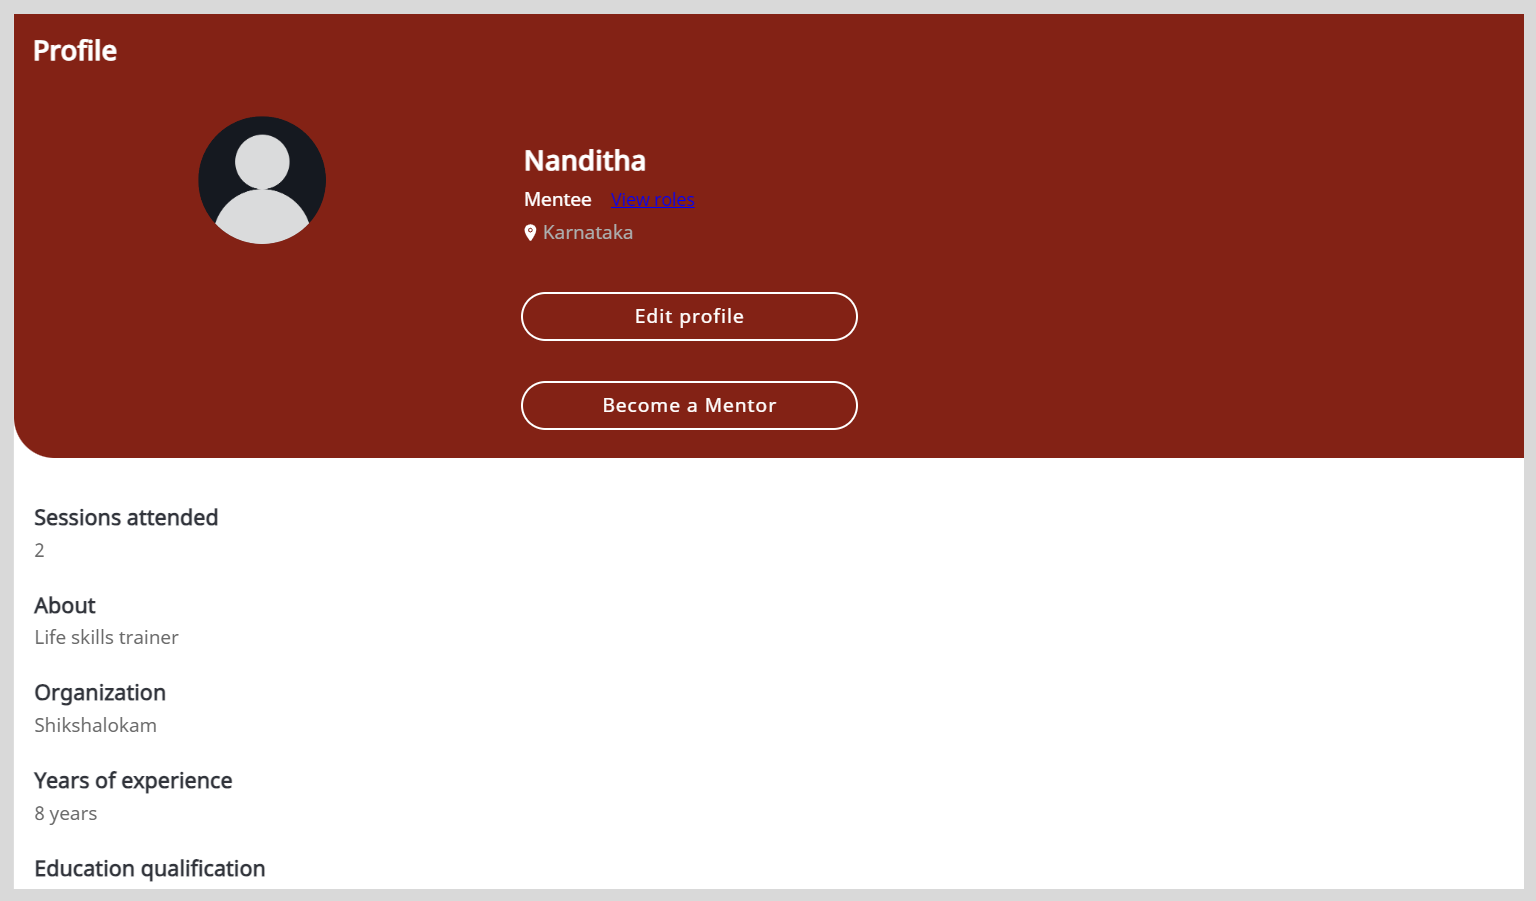 Profile
Nanditha
Mentee View roles
Karnataka
Edit profile
Become a Mentor
Sessions attended
2
About
Life skills trainer
Organization
Shikshalokam
Years of experience
8 years
Education qualification